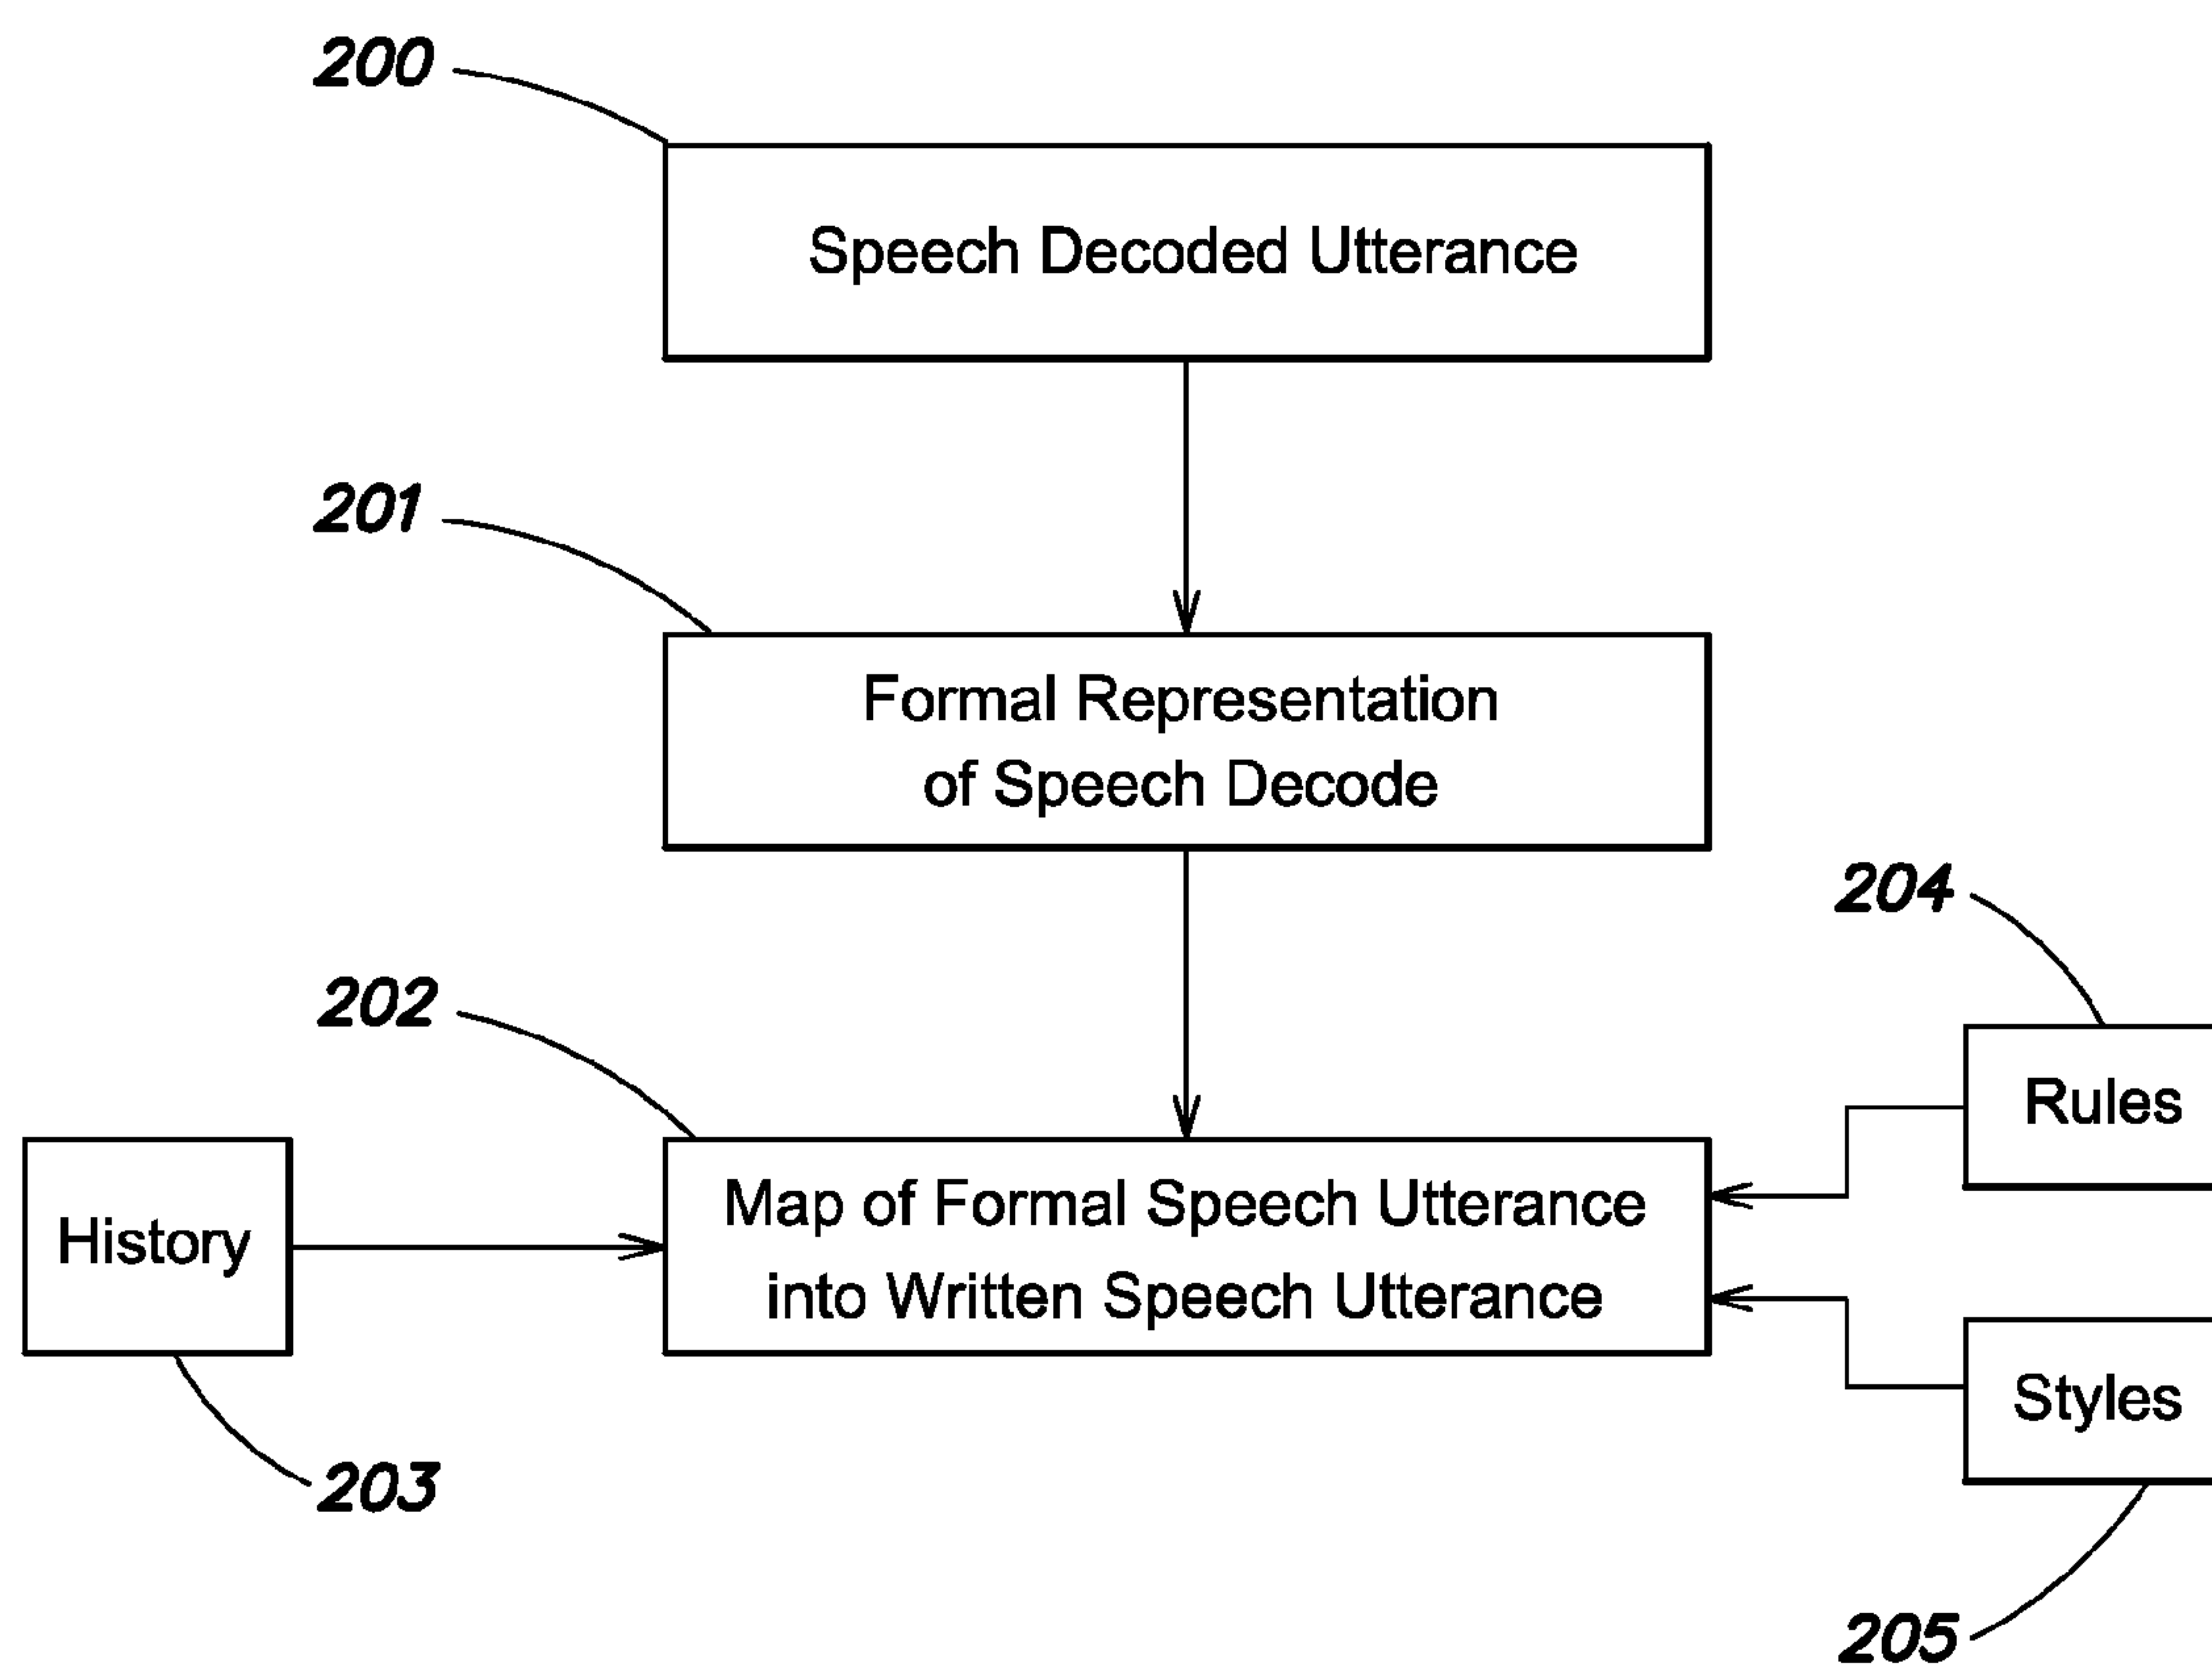 200
Speech Decoded Utterance
201
Formal Representation
of Speech Decode
204
202
Rules
Map of Formal Speech Utterance
History
into Written Speech Utterance
Styles
203
205